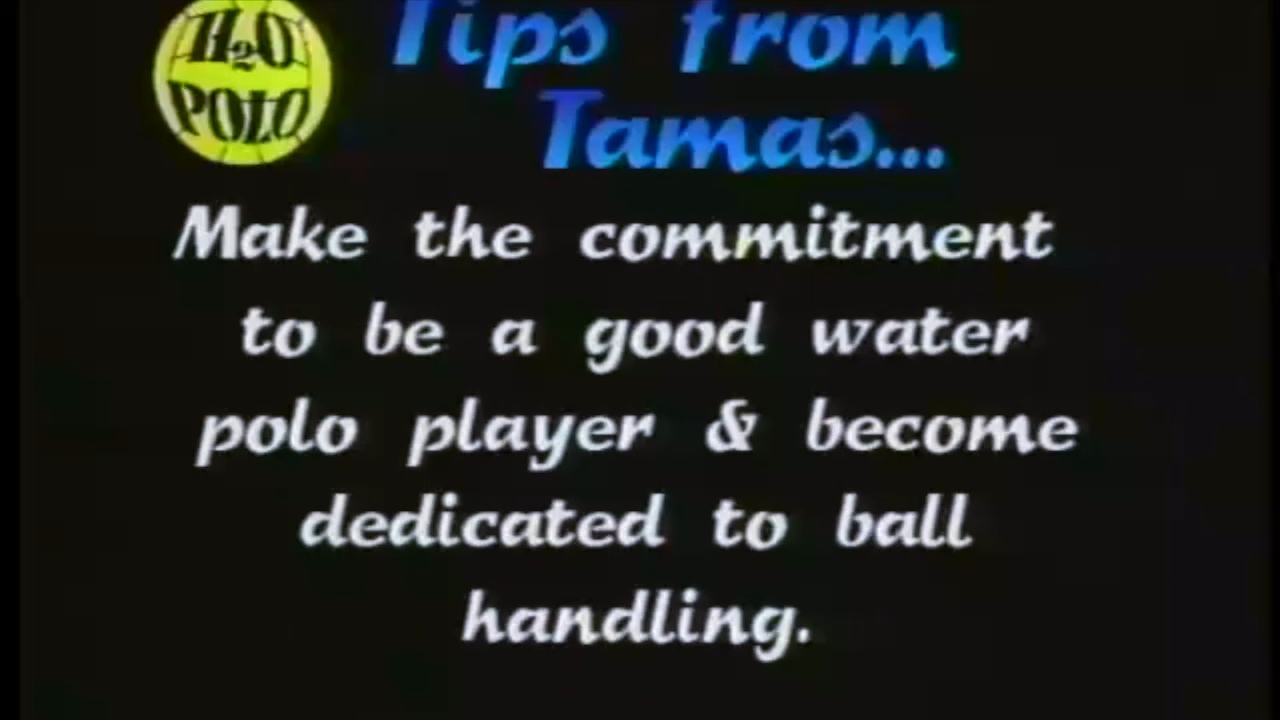 H2O
POLO
Tips from
Tamas...
Make the commitment
to be a good water
polo player & become
dedicated to ball
handling.